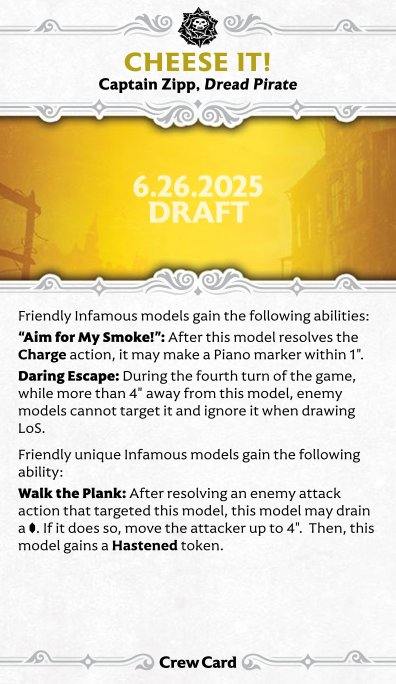 CHEESE IT!
Captain Zipp, Dread Pirate
6.26.2025
DRAFT
Friendly Infamous models gain the following abilities:
“Aim for My Smoke!”: After this model resolves the
Charge action, it may make a Piano marker within 1".
Daring Escape: During the fourth turn of the game,
while more than 4" away from this model, enemy
models cannot target it and ignore it when drawing
LoS.
Friendly unique Infamous models gain the following
ability:
Walk the Plank: After resolving an enemy attack
action that targeted this model, this model may drain
a ⬮. If it does so, move the attacker up to 4".  Then, this
model gains a Hastened token.
Crew Card